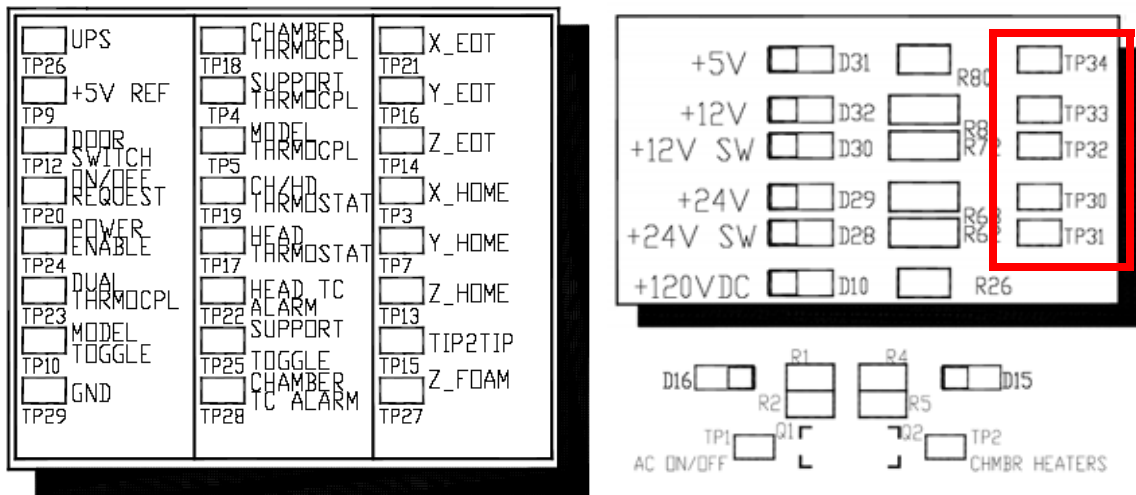 UPS
TP26
+5V REF
TP9
DOOR
SWITCH
TP12
ON/OFF
REQUEST
TP20
POWER
ENABLE
TP24
DUAL
THRMOCPL
TP23
MODEL
TOGGLE
TP10
GND
TP29
CHAMBER
THRMOCPL
TP18
SUPPORT
THRMOCPL
TP4
MODEL
THRMOCPL
TP5
CH/HD
THRMOSTAT
TP19
HEAD
THRMOSTAT
TP17
HEAD TC
ALARM
TP22
SUPPORT
TOGGLE
TP25
CHAMBER
TC ALARM
TP28
X_EOT
TP21
Y_EOT
TP16
Z_EOT
TP14
X_HOME
TP3
Y_HOME
TP7
Z_HOME
TP13
TIP2TIP
TP15
Z_FOAM
TP27
+5V D31 R80 TP34
+12V D32 TP33
+12V SW D30 R72 TP32
+24V D29 R68 TP30
+24V SW D28 R62 TP31
+120VDC D10 R26
R1 R4
D16 D15
R2 R5
Q1 Q2
TP1 TP2
AC ON/OFF CHMBR HEATERS